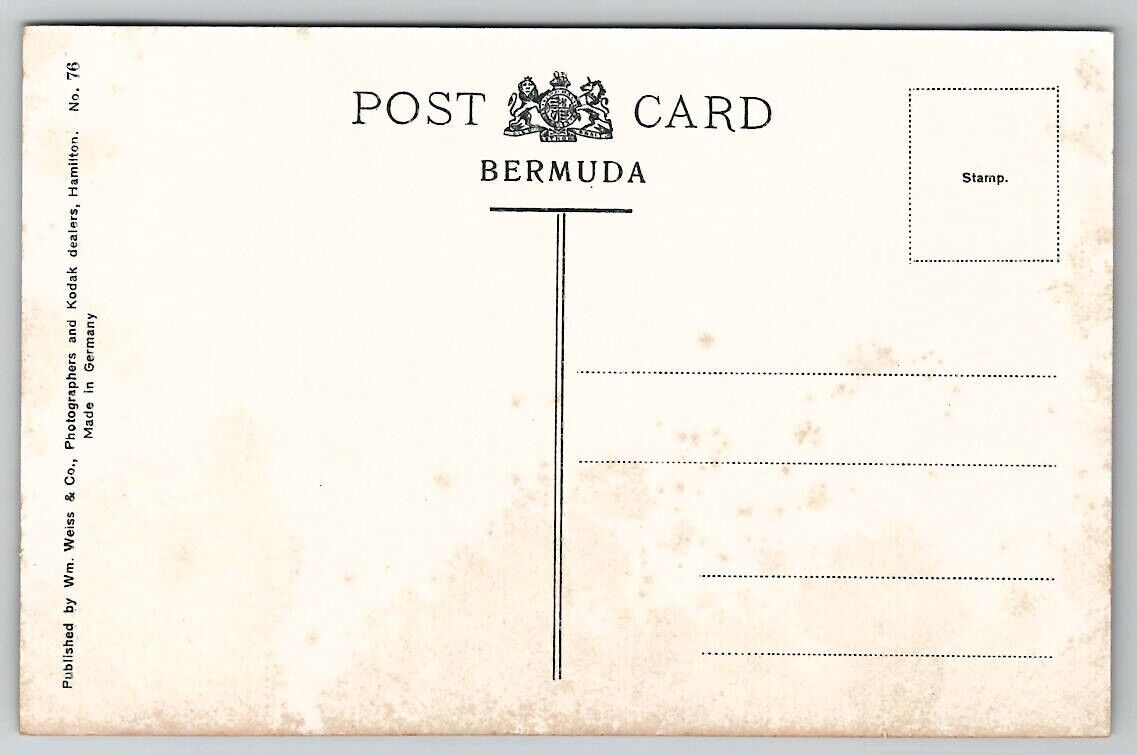 POST CARD
BERMUDA
Stamp.
Published by Wm. Weiss & Co., Photographers and Kodak dealers, Hamilton. No. 76
Made in Germany